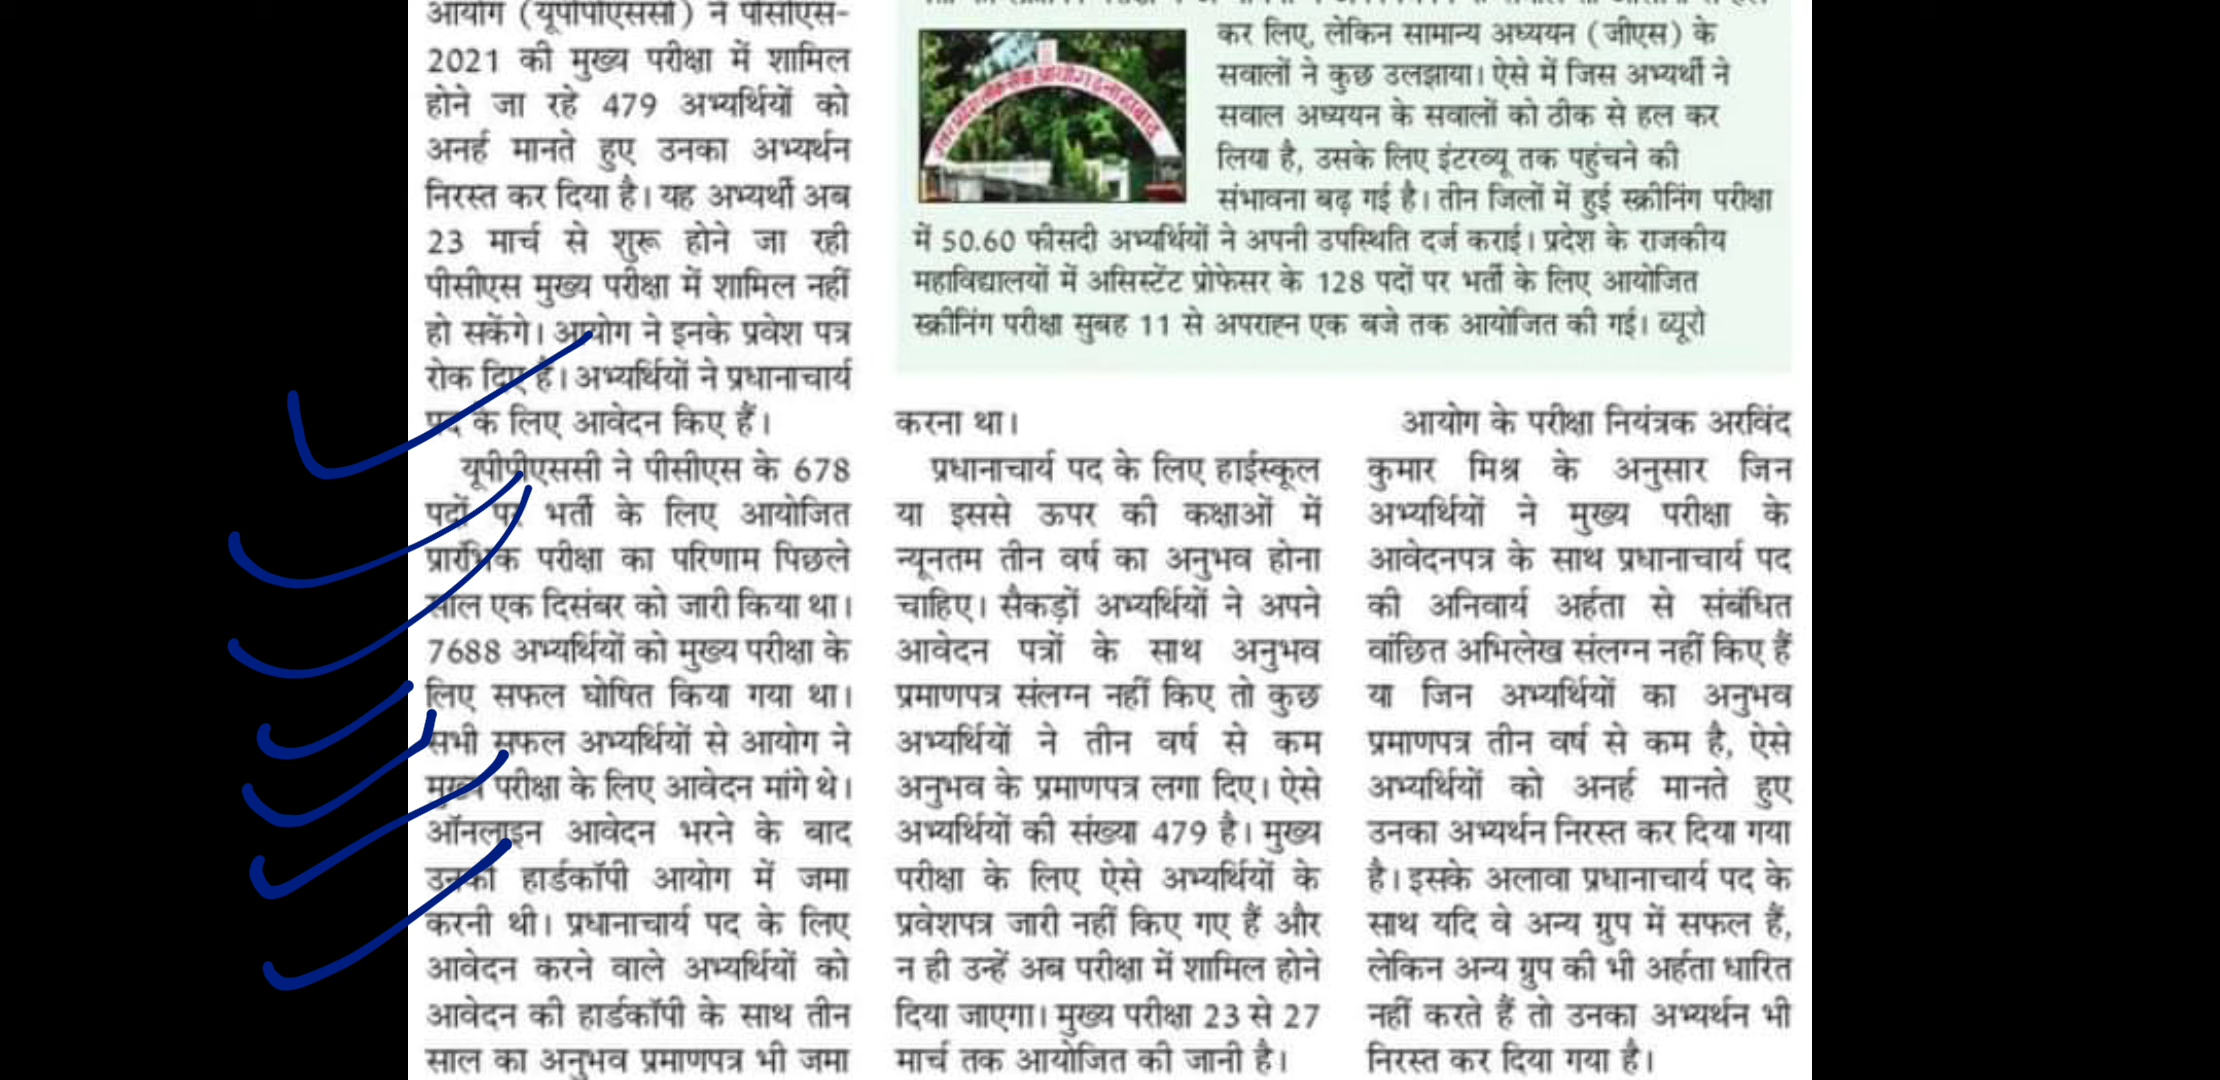 आयोग (यूपीपीएससी) ने पीसीएस-
2021 की मुख्य परीक्षा में शामिल
होने जा रहे 479 अभ्यर्थियों को
अनर्ह मानते हुए उनका अभ्यर्थन
निरस्त कर दिया है। यह अभ्यर्थी अब
23 मार्च से शुरू होने जा रही
पीसीएस मुख्य परीक्षा में शामिल नहीं
हो सकेंगे। आयोग ने इनके प्रवेश पत्र
रोक दिए हैं। अभ्यर्थियों ने प्रधानाचार्य
पद के लिए आवेदन किए हैं।
यूपीपीएससी ने पीसीएस के 678
पदों पर भर्ती के लिए आयोजित
प्रारंभिक परीक्षा का परिणाम पिछले
साल एक दिसंबर को जारी किया था।
7688 अभ्यर्थियों को मुख्य परीक्षा के
लिए सफल घोषित किया गया था।
सभी सफल अभ्यर्थियों से आयोग ने
मुख्य परीक्षा के लिए आवेदन मांगे थे।
ऑनलाइन आवेदन भरने के बाद
उनकी हार्डकॉपी आयोग में जमा
करनी थी। प्रधानाचार्य पद के लिए
आवेदन करने वाले अभ्यर्थियों को
आवेदन की हार्डकॉपी के साथ तीन
साल का अनुभव प्रमाणपत्र भी जमा
कर लिए, लेकिन सामान्य अध्ययन (जीएस) के
सवालों ने कुछ उलझाया। ऐसे में जिस अभ्यर्थी ने
सवाल अध्ययन के सवालों को ठीक से हल कर
लिया है, उसके लिए इंटरव्यू तक पहुंचने की
संभावना बढ़ गई है। तीन जिलों में हुई स्क्रीनिंग परीक्षा
में 50.60 फीसदी अभ्यर्थियों ने अपनी उपस्थिति दर्ज कराई। प्रदेश के राजकीय
महाविद्यालयों में असिस्टेंट प्रोफेसर के 128 पदों पर भर्ती के लिए आयोजित
स्क्रीनिंग परीक्षा सुबह 11 से अपराह्न एक बजे तक आयोजित की गई। ब्यूरो
उत्तर प्रदेश लोक सेवा आयोग इलाहाबाद
करना था।
प्रधानाचार्य पद के लिए हाईस्कूल
या इससे ऊपर की कक्षाओं में
न्यूनतम तीन वर्ष का अनुभव होना
चाहिए। सैकड़ों अभ्यर्थियों ने अपने
आवेदन पत्रों के साथ अनुभव
प्रमाणपत्र संलग्न नहीं किए तो कुछ
अभ्यर्थियों ने तीन वर्ष से कम
अनुभव के प्रमाणपत्र लगा दिए। ऐसे
अभ्यर्थियों की संख्या 479 है। मुख्य
परीक्षा के लिए ऐसे अभ्यर्थियों के
प्रवेशपत्र जारी नहीं किए गए हैं और
न ही उन्हें अब परीक्षा में शामिल होने
दिया जाएगा। मुख्य परीक्षा 23 से 27
मार्च तक आयोजित की जानी है।
आयोग के परीक्षा नियंत्रक अरविंद
कुमार मिश्र के अनुसार जिन
अभ्यर्थियों ने मुख्य परीक्षा के
आवेदनपत्र के साथ प्रधानाचार्य पद
की अनिवार्य अर्हता से संबंधित
वांछित अभिलेख संलग्न नहीं किए हैं
या जिन अभ्यर्थियों का अनुभव
प्रमाणपत्र तीन वर्ष से कम है, ऐसे
अभ्यर्थियों को अनर्ह मानते हुए
उनका अभ्यर्थन निरस्त कर दिया गया
है। इसके अलावा प्रधानाचार्य पद के
साथ यदि वे अन्य ग्रुप में सफल हैं,
लेकिन अन्य ग्रुप की भी अर्हता धारित
नहीं करते हैं तो उनका अभ्यर्थन भी
निरस्त कर दिया गया है।